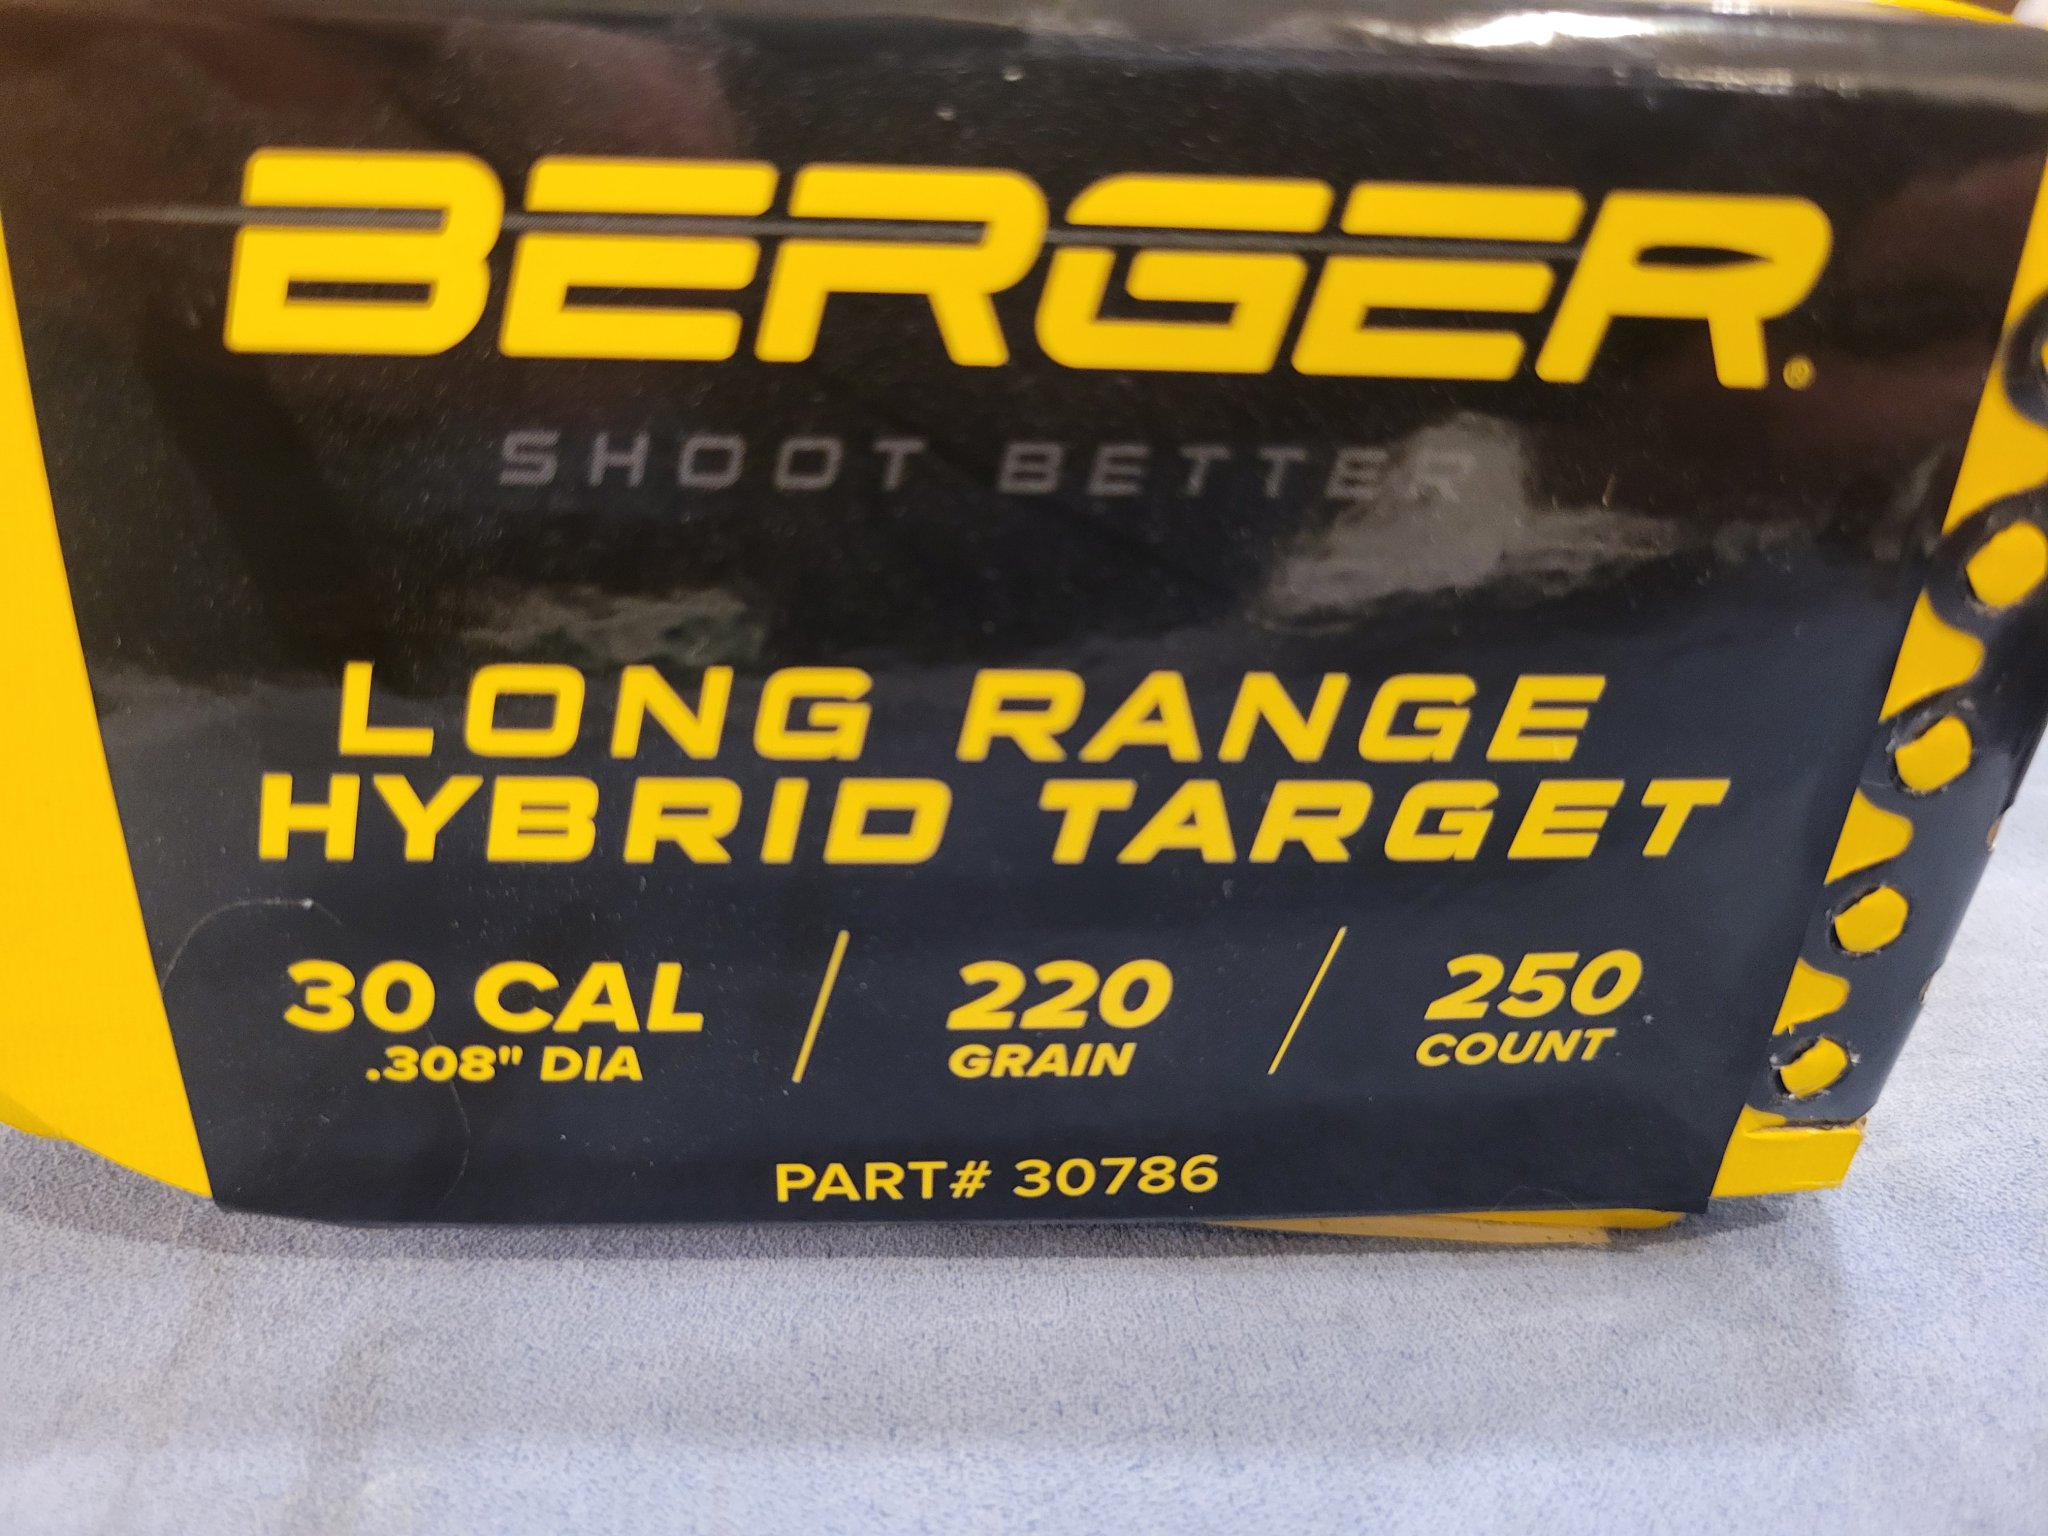 BERGER®
SHOOT BETTER
LONG RANGE
HYBRID TARGET
30 CAL / 220 / 250
.308" DIA GRAIN COUNT
PART# 30786